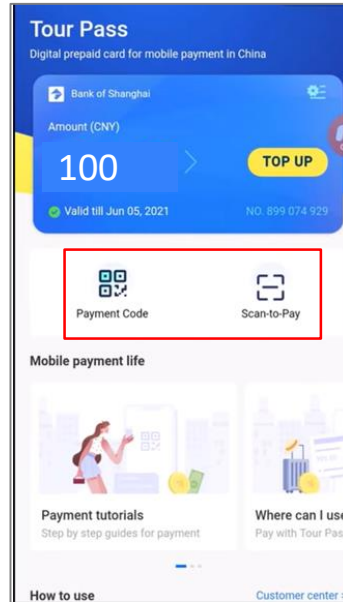 Tour Pass
Digital prepaid card for mobile payment in China
Bank of Shanghai
Amount (CNY)
100
TOP UP
Valid till Jun 05, 2021
NO. 899 074 929
Payment Code
Scan-to-Pay
Mobile payment life
Payment tutorials
Where can I use
Step by step guides for payment
Pay with Tour Pas
How to use
Customer center